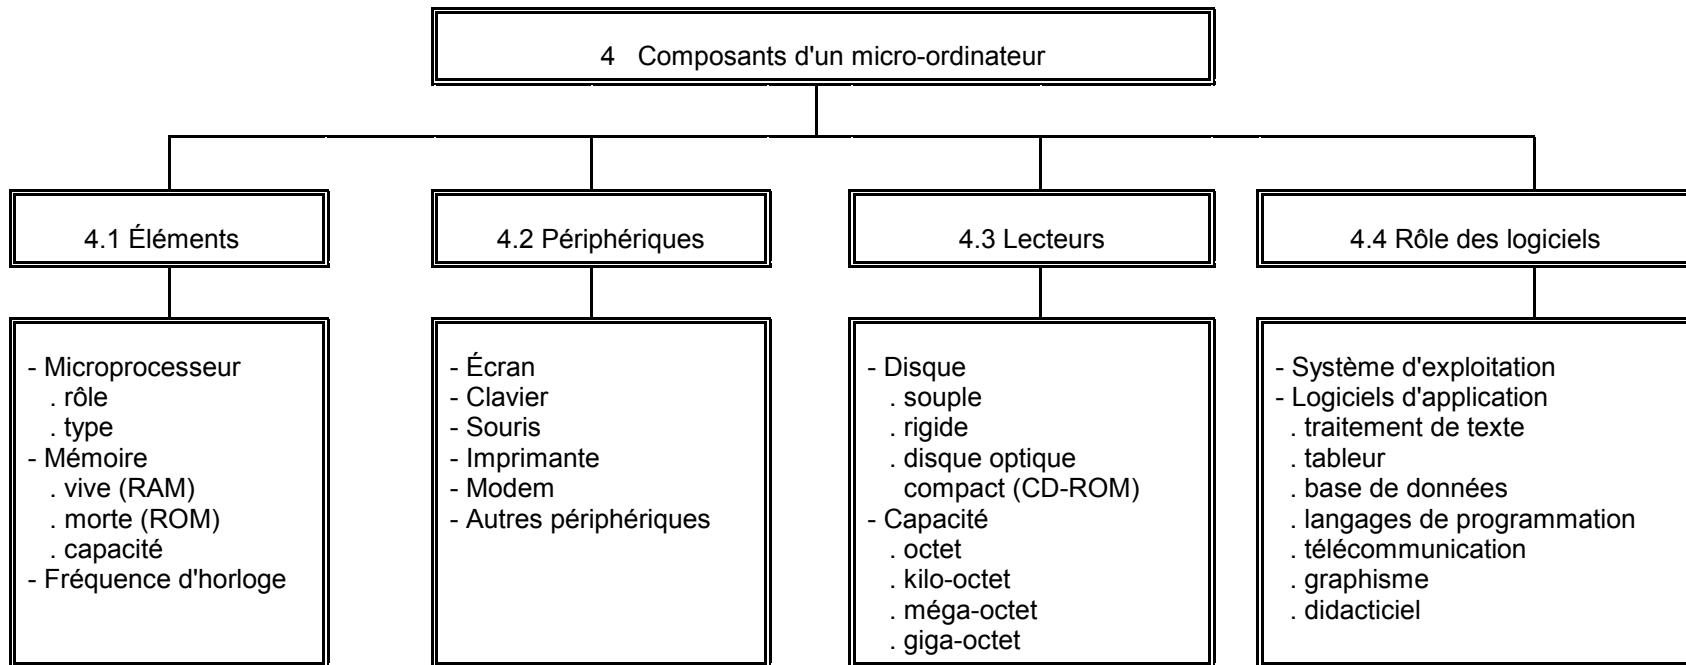 4 Composants d'un micro-ordinateur
4.1 Éléments
4.2 Périphériques
4.3 Lecteurs
4.4 Rôle des logiciels
- Microprocesseur
. rôle
. type
- Mémoire
. vive (RAM)
. morte (ROM)
. capacité
- Fréquence d'horloge
- Écran
- Clavier
- Souris
- Imprimante
- Modem
- Autres périphériques
- Disque
. souple
. rigide
. disque optique
compact (CD-ROM)
- Capacité
. octet
. kilo-octet
. méga-octet
. giga-octet
- Système d'exploitation
- Logiciels d'application
. traitement de texte
. tableur
. base de données
. langages de programmation
. télécommunication
. graphisme
. didacticiel